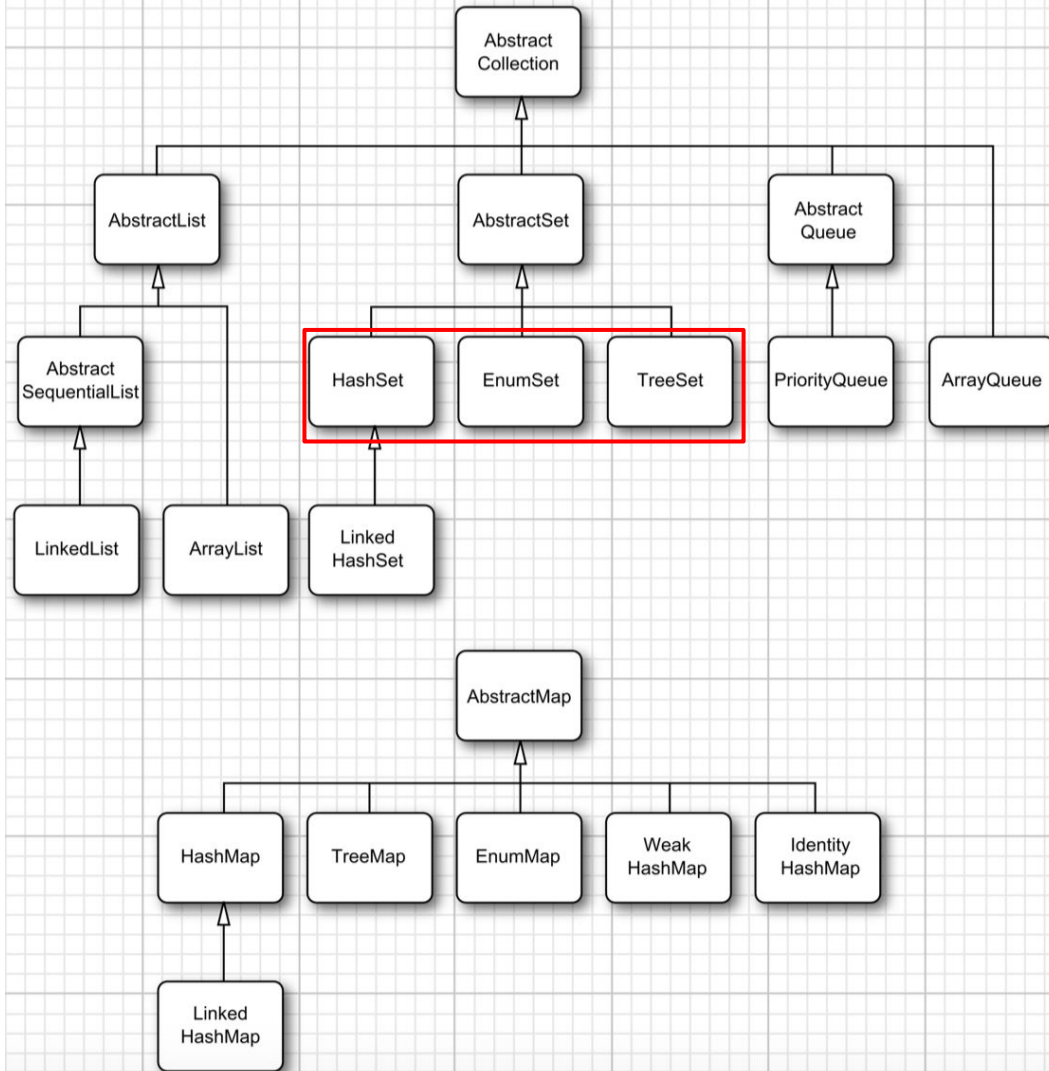 Abstract
Collection
AbstractList
AbstractSet
Abstract
Queue
Abstract
SequentialList
HashSet
EnumSet
TreeSet
PriorityQueue
ArrayQueue
LinkedList
ArrayList
Linked
HashSet
AbstractMap
HashMap
TreeMap
EnumMap
Weak
HashMap
Identity
HashMap
Linked
HashMap